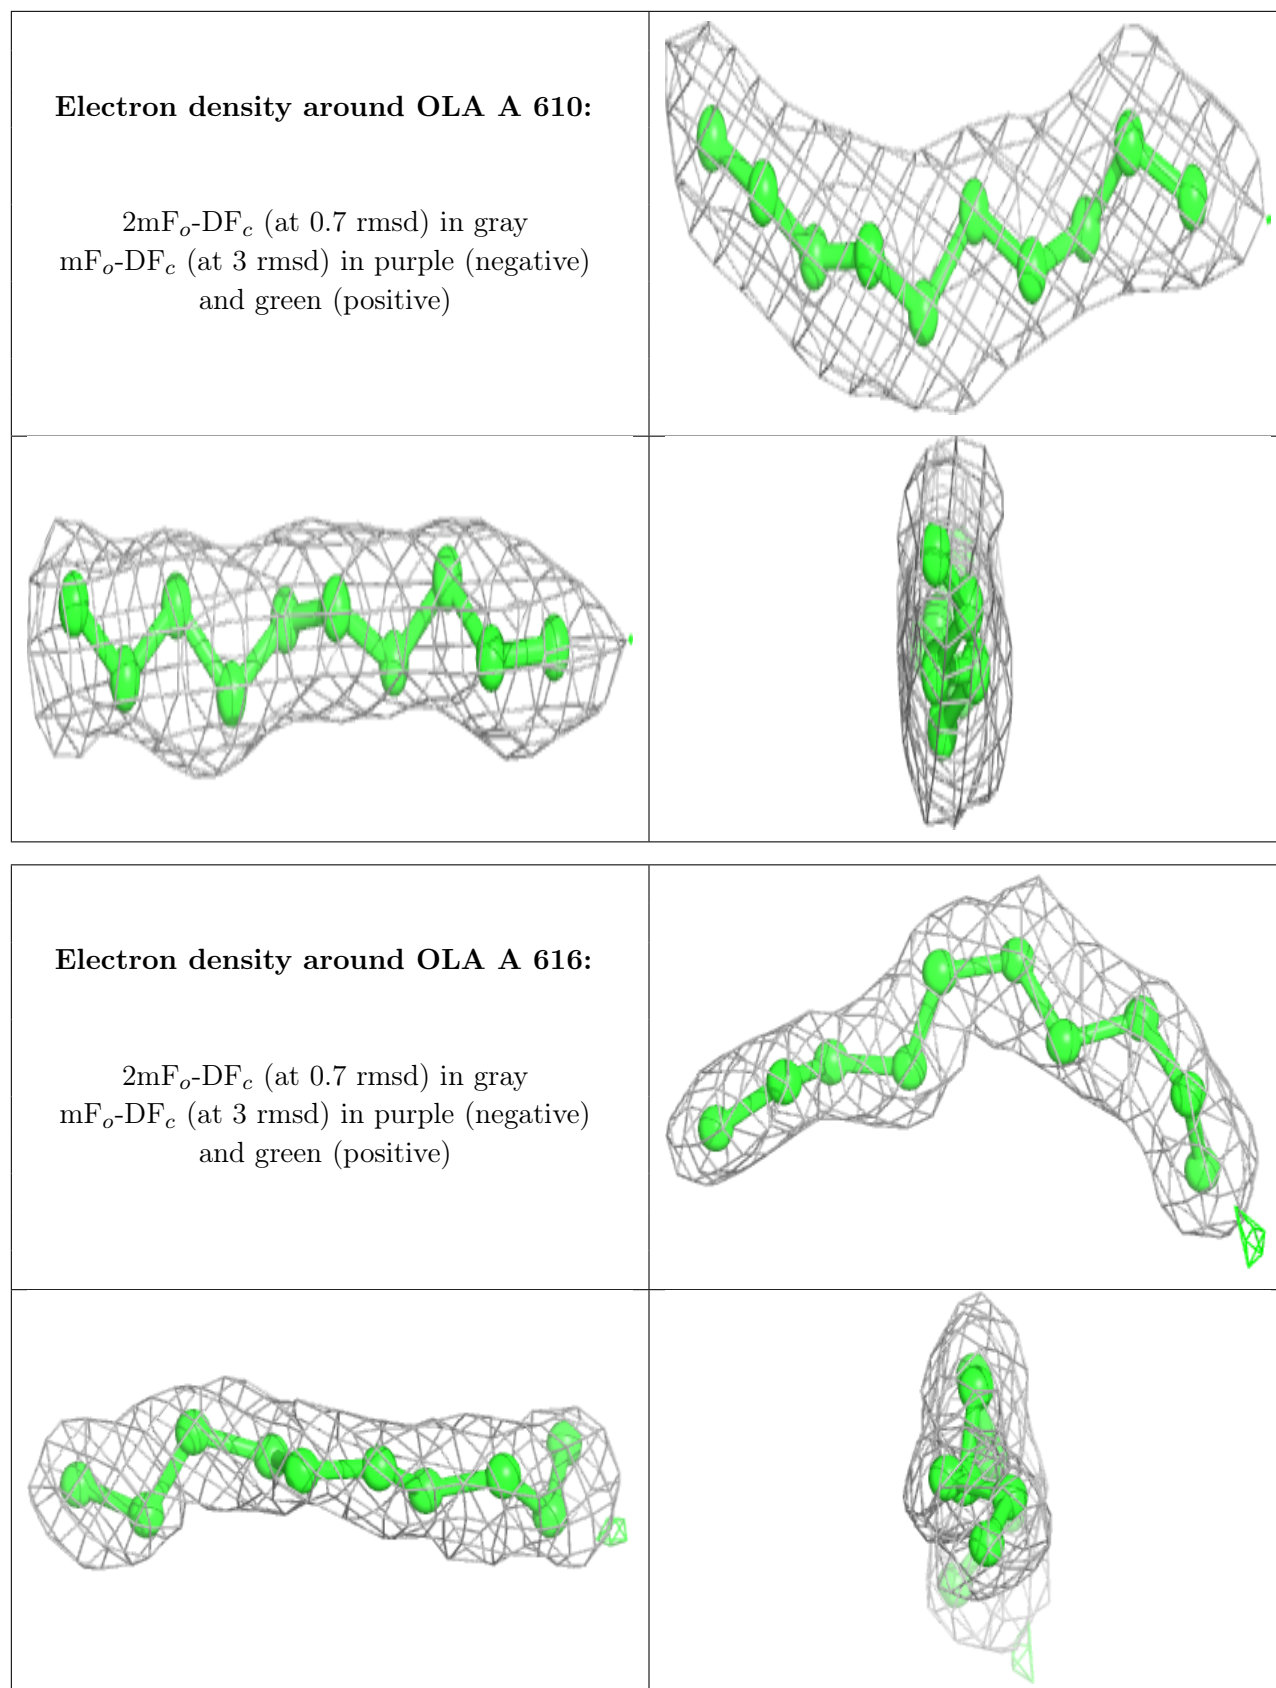 Electron density around OLA A 610:
2mFo-DFc (at 0.7 rmsd) in gray
mFo-DFc (at 3 rmsd) in purple (negative)
and green (positive)
Electron density around OLA A 616:
2mFo-DFc (at 0.7 rmsd) in gray
mFo-DFc (at 3 rmsd) in purple (negative)
and green (positive)